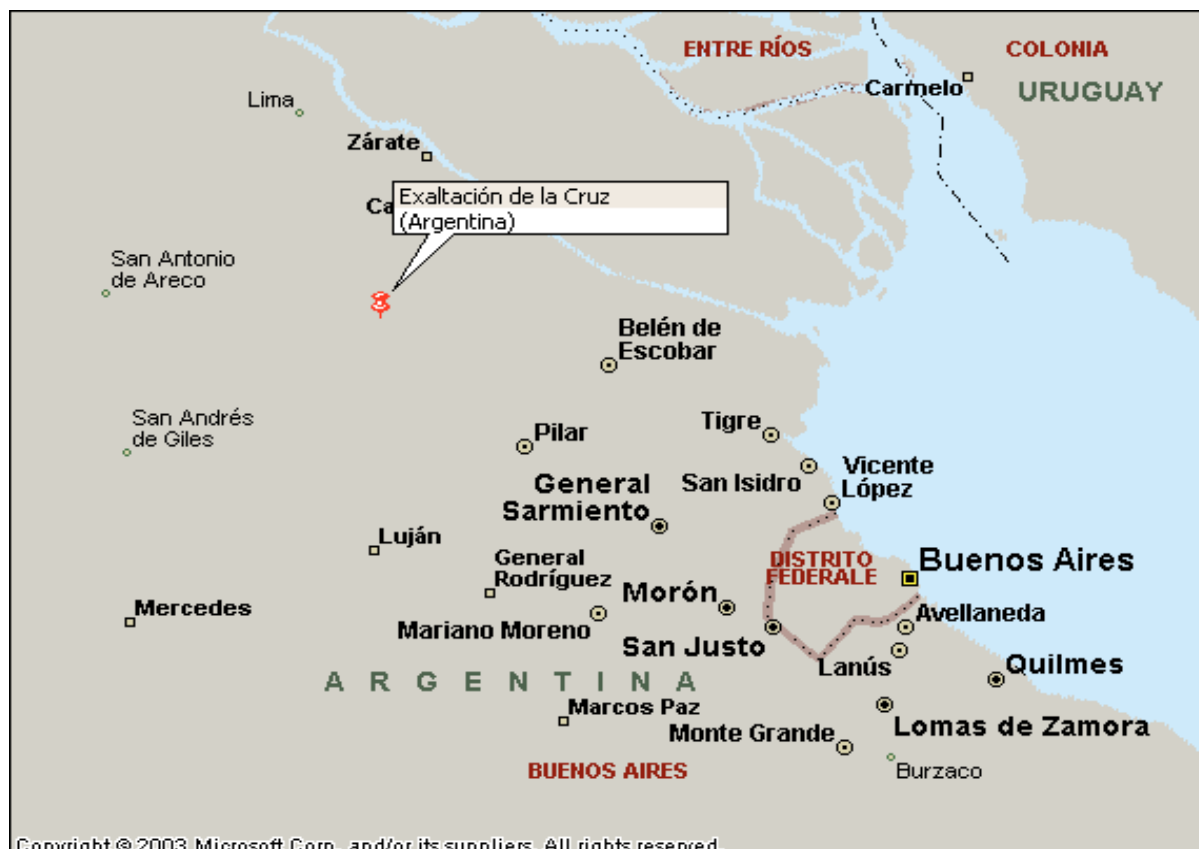 ENTRE RÍOS
COLONIA
Carmelo
URUGUAY
Lima
Zárate
Exaltación de la Cruz
(Argentina)
San Antonio
de Areco
Belén de
Escobar
San Andrés
de Giles
Pilar
Tigre
General
Sarmiento
San Isidro
Vicente
López
Luján
General
Rodríguez
DISTRITO
FEDERALE
Buenos Aires
Mercedes
Mariano Moreno
Morón
San Justo
Avellaneda
Lanús
Quilmes
ARGENTINA
Marcos Paz
Monte Grande
Lomas de Zamora
BUENOS AIRES
Burzaco
Copyright © 2003 Microsoft Corp. and/or its suppliers. All rights reserved.